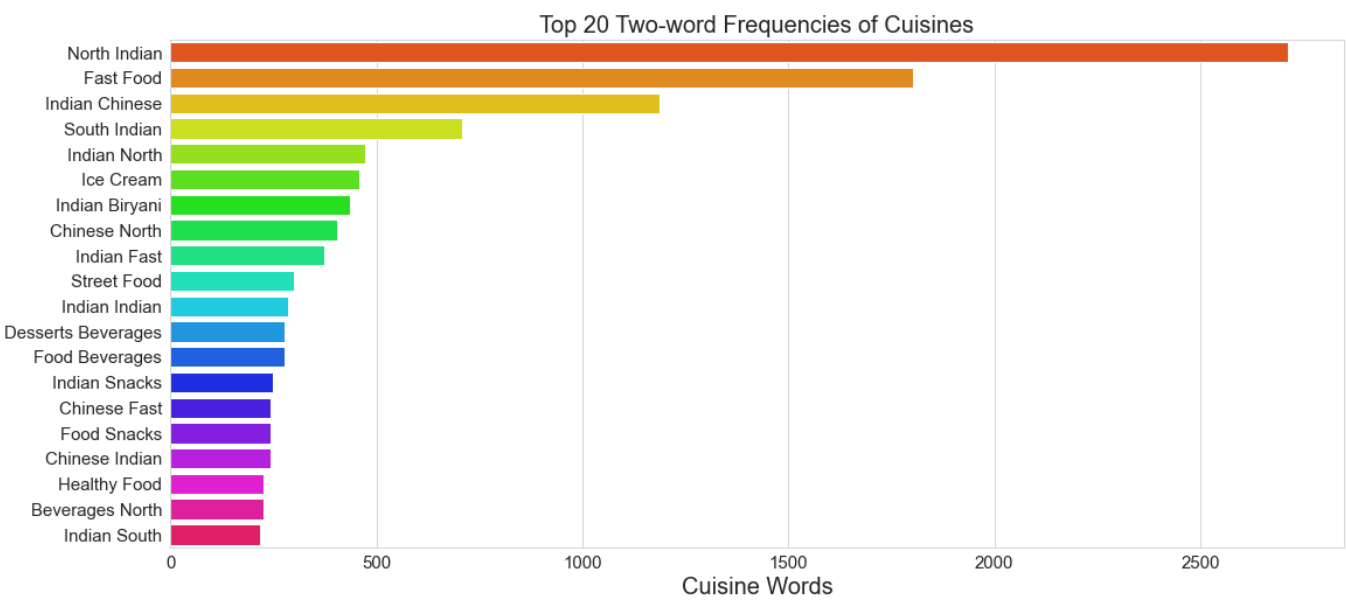 Top 20 Two-word Frequencies of Cuisines
North Indian
Fast Food
Indian Chinese
South Indian
Indian North
Ice Cream
Indian Biryani
Chinese North
Indian Fast
Street Food
Indian Indian
Desserts Beverages
Food Beverages
Indian Snacks
Chinese Fast
Food Snacks
Chinese Indian
Healthy Food
Beverages North
Indian South
0 500 1000 1500 2000 2500
Cuisine Words